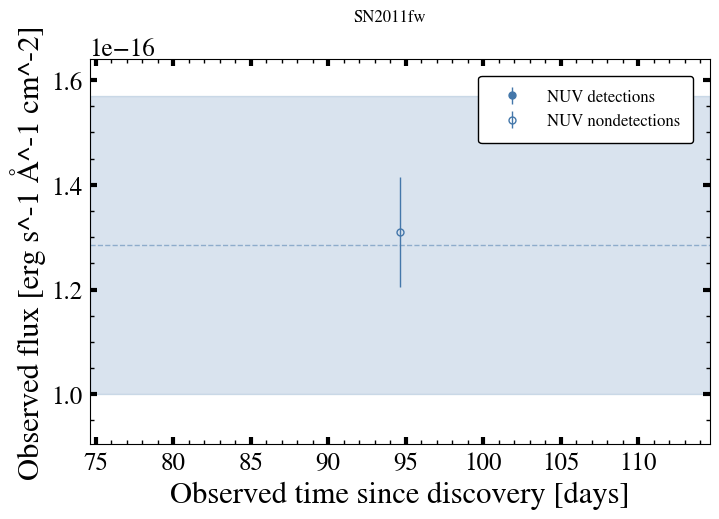 SN2011fw
1e−16
1.6
1.4
1.2
1.0
Observed flux [erg s^-1 Å^-1 cm^-2]
NUV detections
NUV nondetections
75 80 85 90 95 100 105 110
Observed time since discovery [days]